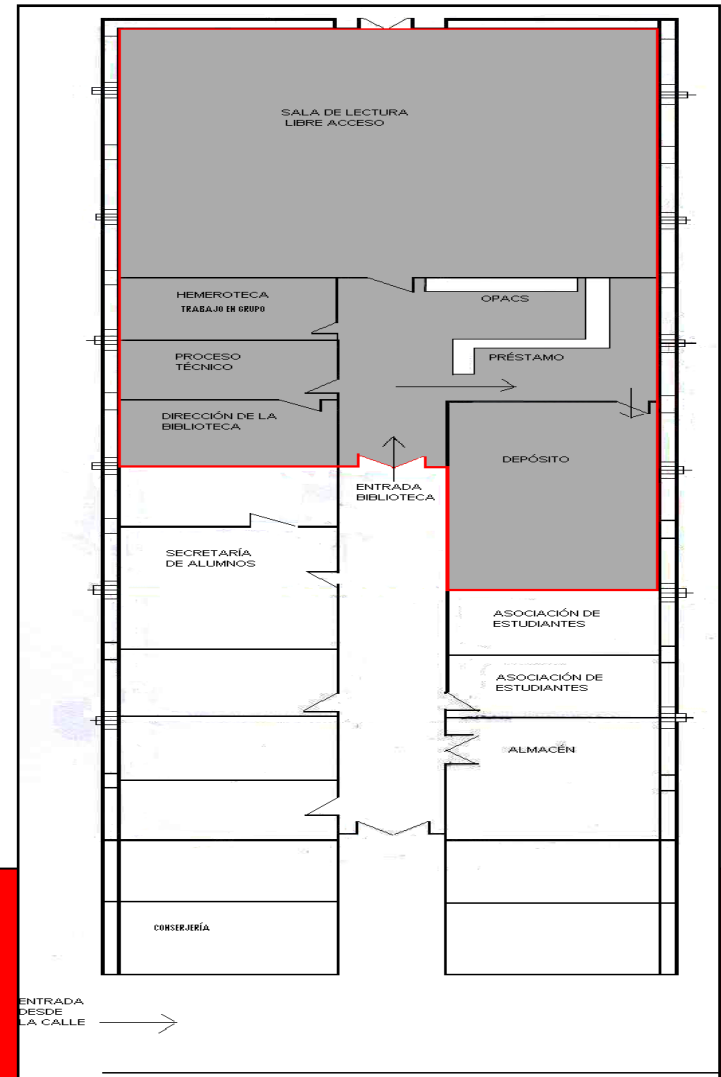 SALA DE LECTURA
LIBRE ACCESO
HEMEROTECA
TRABAJO EN GRUPO
OPACS
PROCESO
TÉCNICO
PRÉSTAMO
DIRECCIÓN DE LA
BIBLIOTECA
DEPÓSITO
ENTRADA
BIBLIOTECA
SECRETARÍA
DE ALUMNOS
ASOCIACIÓN DE
ESTUDIANTES
ASOCIACIÓN DE
ESTUDIANTES
ALMACÉN
CONSERJERÍA
ENTRADA
DESDE
LA CALLE